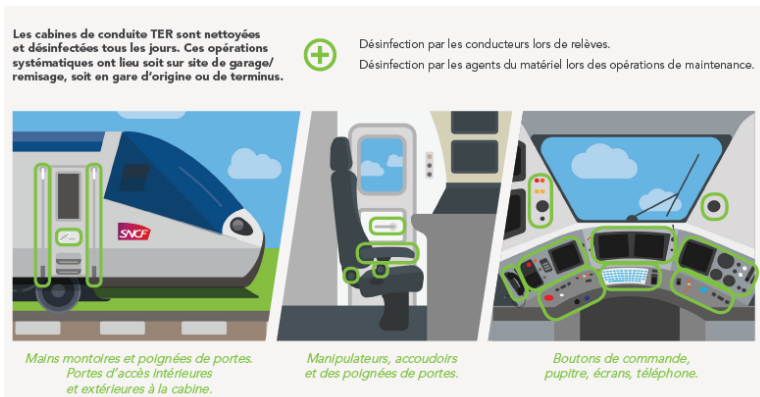 Les cabines de conduite TER sont nettoyées
et désinfectées tous les jours. Ces opérations
systématiques ont lieu soit sur site de garage/
remisage, soit en gare d'origine ou de terminus.
Désinfection par les conducteurs lors de relèves.
Désinfection par les agents du matériel lors des opérations de maintenance.
SNCF
Mains montoires et poignées de portes.
Portes d'accès intérieures
et extérieures à la cabine.
Manipulateurs, accoudoirs
et des poignées de portes.
Boutons de commande,
pupitre, écrans, téléphone.